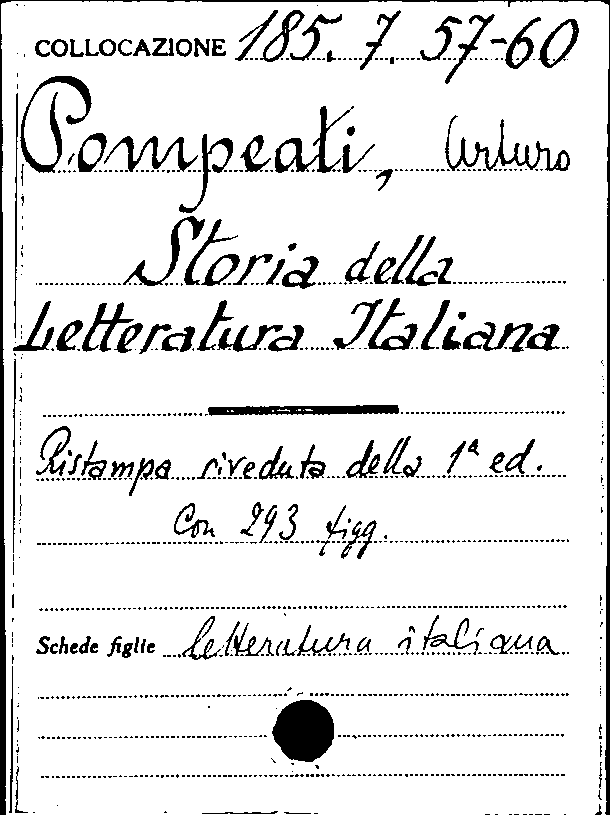 COLLOCAZIONE 185. 7. 57-60
Pompeati, Arturo
Storia della
Letteratura Italiana
Ristampa riveduta della 1ª ed.
Con 293 figg.
Schede figlie letteratura italiana